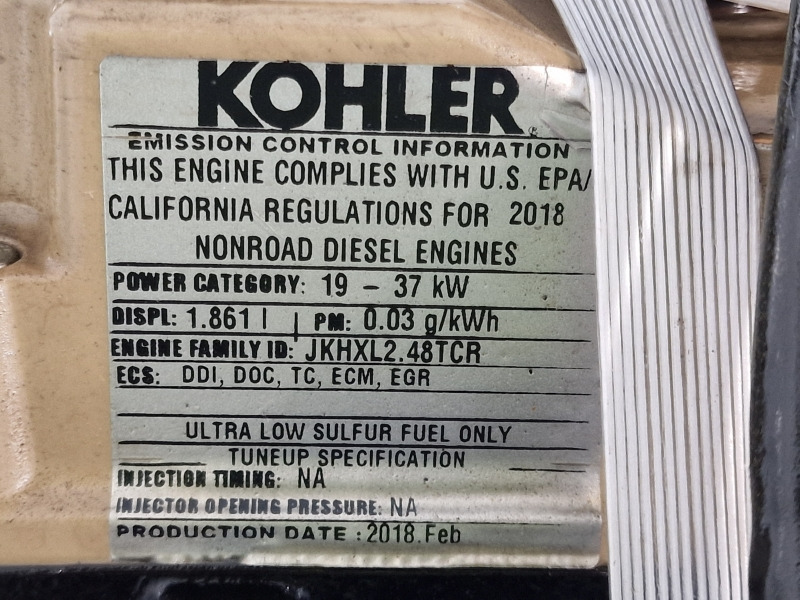 KOHLER®
EMISSION CONTROL INFORMATION
THIS ENGINE COMPLIES WITH U.S. EPA/
CALIFORNIA REGULATIONS FOR 2018
NONROAD DIESEL ENGINES
POWER CATEGORY: 19 – 37 kW
DISPL: 1.861 l | PM: 0.03 g/kWh
ENGINE FAMILY ID: JKHXL2.48TCR
ECS: DDI, DOC, TC, ECM, EGR
ULTRA LOW SULFUR FUEL ONLY
TUNEUP SPECIFICATION
INJECTION TIMING: NA
INJECTOR OPENING PRESSURE: NA
PRODUCTION DATE : 2018.Feb